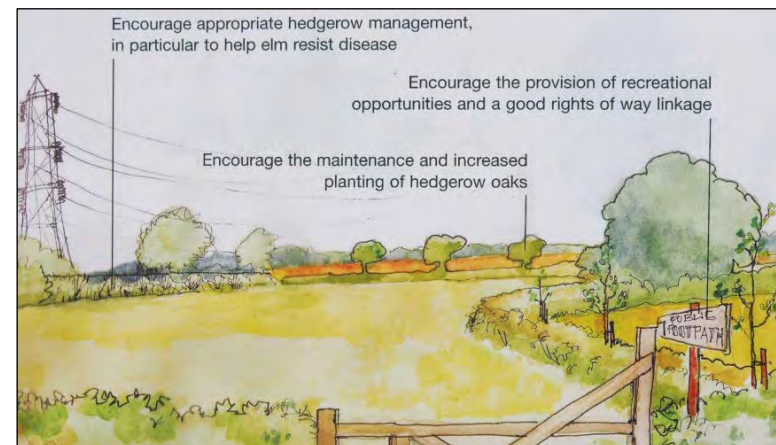 Encourage appropriate hedgerow management,
in particular to help elm resist disease
Encourage the provision of recreational
opportunities and a good rights of way linkage
Encourage the maintenance and increased
planting of hedgerow oaks
PUBLIC
FOOTPATH